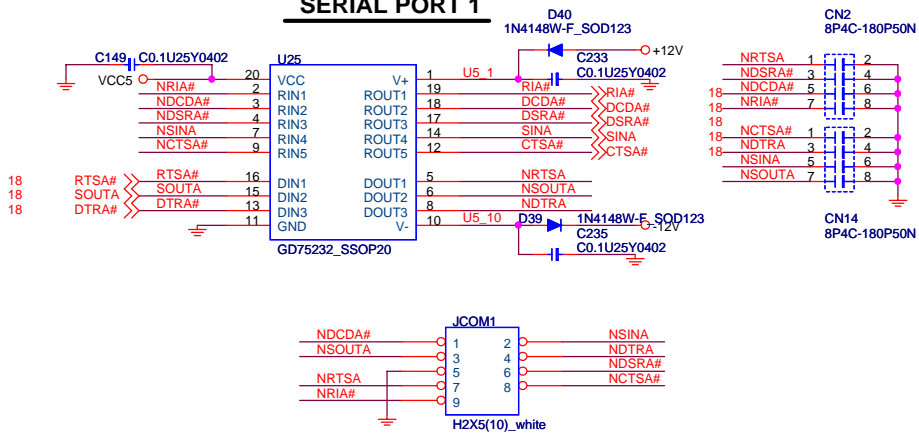 SERIAL PORT 1
D40
1N4148W-F_SOD123
CN2
8P4C-180P50N
C149 C0.1U25Y0402
VCC5
U25
+12V
C233
C0.1U25Y0402
20 VCC V+ 1 U5_1
NRIA# 2 RIN1 ROUT1 19 RIA# RIA#
NDCDA# 3 RIN2 ROUT2 18 DCDA# DCDA#
NDSRA# 4 RIN3 ROUT3 17 DSRA# DSRA#
NSINA 7 RIN4 ROUT4 14 SINA SINA
NCTSA# 9 RIN5 ROUT5 12 CTSA# CTSA#
18 RTSA# RTSA# 16 DIN1 DOUT1 5 NRTSA
18 SOUTA SOUTA 15 DIN2 DOUT2 6 NSOUTA
18 DTRA# DTRA# 13 DIN3 DOUT3 8 NDTRA
11 GND V- 10 U5_10
GD75232_SSOP20
D39 1N4148W-F_SOD123
-12V
C235
C0.1U25Y0402
NRTSA 1 2
NDSRA# 3 4
18 NDCDA# 5 6
18 NRIA# 7 8
18
18 NCTSA# 1 2
18 NDTRA 3 4
NSINA 5 6
NSOUTA 7 8
CN14
8P4C-180P50N
JCOM1
NDCDA# 1 2 NSINA
NSOUTA 3 4 NDTRA
5 6 NDSRA#
NRTSA 7 8 NCTSA#
NRIA# 9
H2X5(10)_white